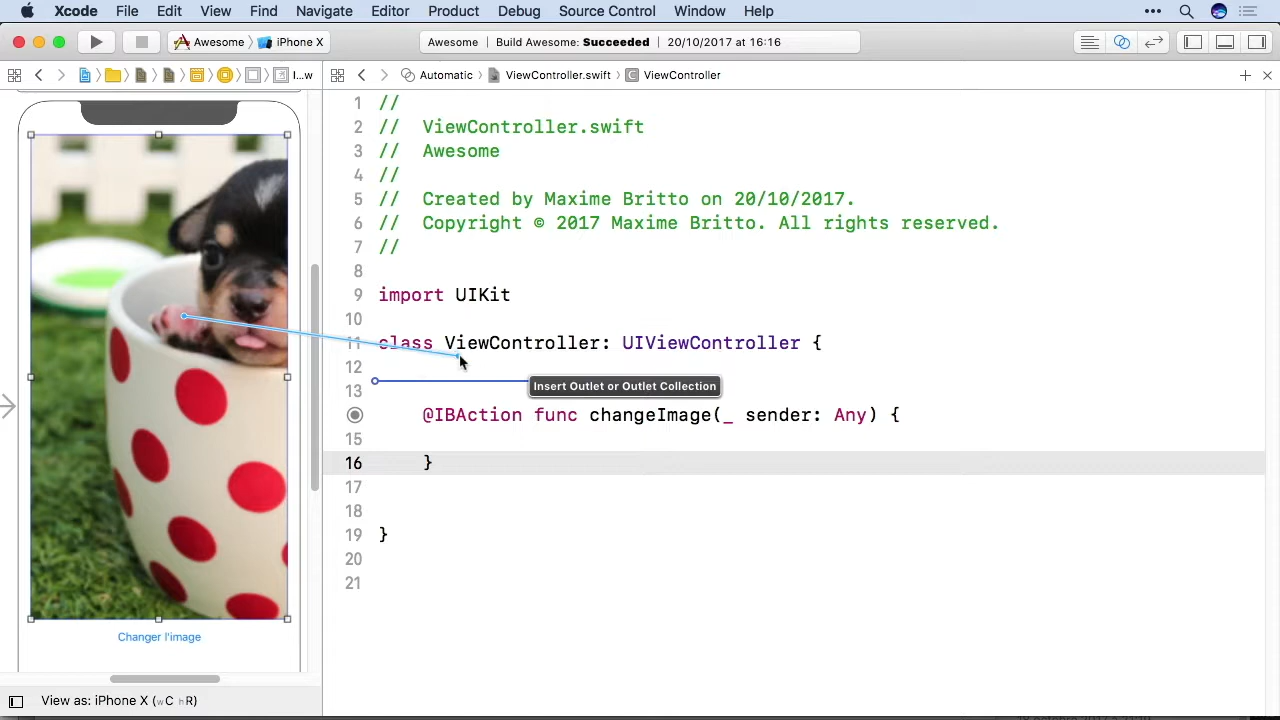 Xcode File Edit View Find Navigate Editor Product Debug Source Control Window Help
Awesome iPhone X Awesome Build Awesome: Succeeded 20/10/2017 at 16:16
I...w Automatic ViewController.swift ViewController
1 //
2 // ViewController.swift
3 // Awesome
4 //
5 // Created by Maxime Britto on 20/10/2017.
6 // Copyright © 2017 Maxime Britto. All rights reserved.
7 //
8
9 import UIKit
10
11 class ViewController: UIViewController {
12
13
Insert Outlet or Outlet Collection
@IBAction func changeImage(_ sender: Any) {
15
16 }
17
18
19 }
20
21
Changer l'image
View as: iPhone X (wC hR)